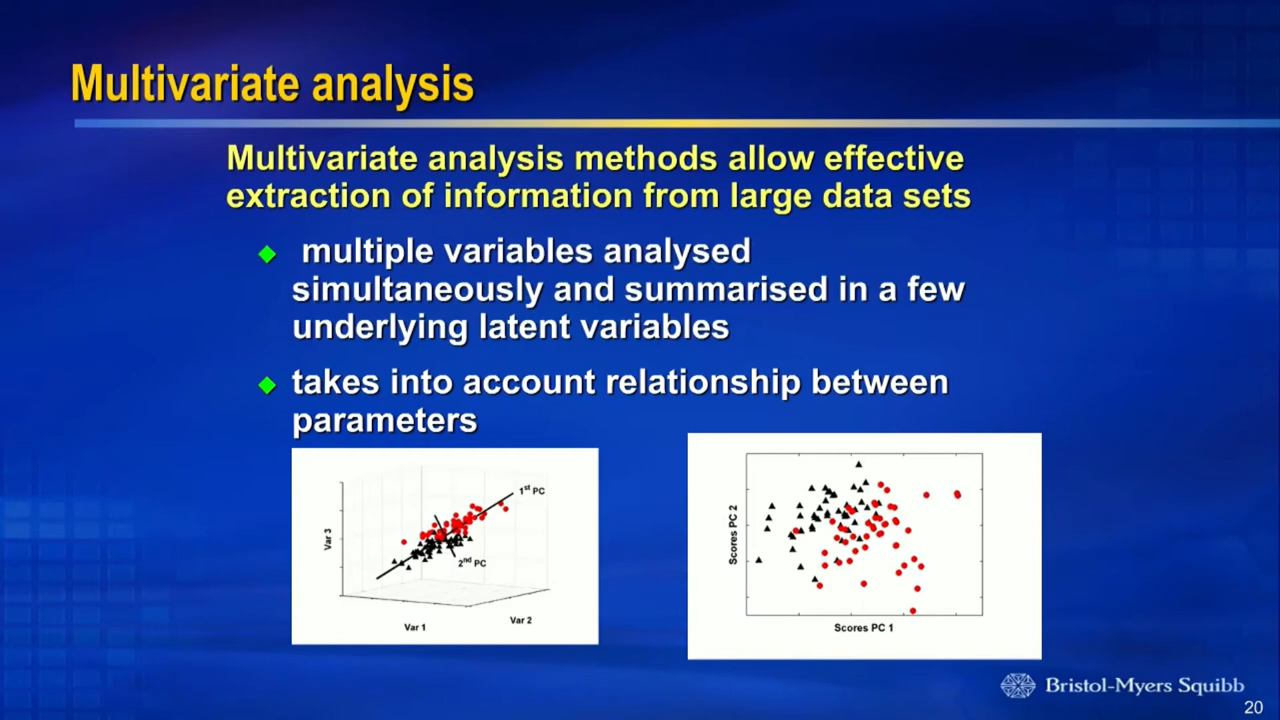 Multivariate analysis
Multivariate analysis methods allow effective
extraction of information from large data sets
multiple variables analysed
simultaneously and summarised in a few
underlying latent variables
takes into account relationship between
parameters
1st PC
Var 3
2nd PC
Var 1
Var 2
Scores PC 2
Scores PC 1
Bristol-Myers Squibb
20